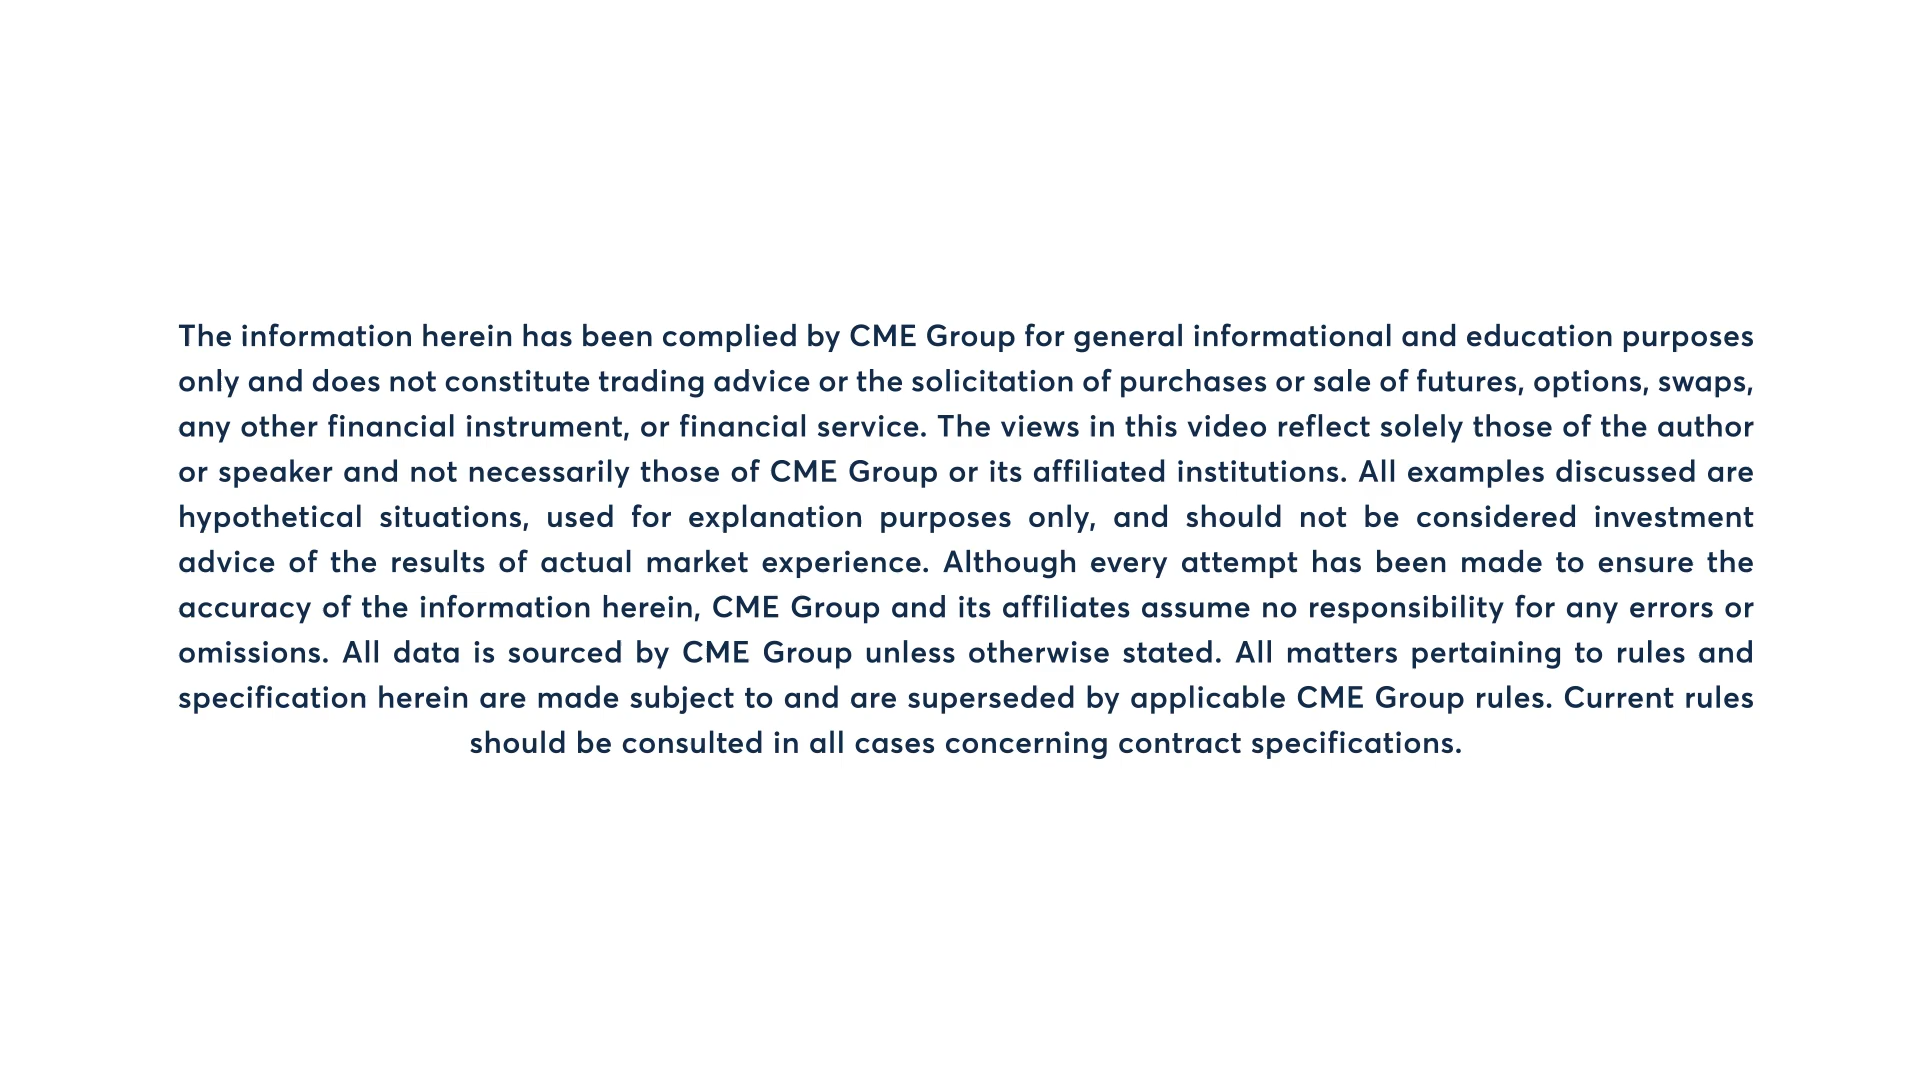 The information herein has been complied by CME Group for general informational and education purposes
only and does not constitute trading advice or the solicitation of purchases or sale of futures, options, swaps,
any other financial instrument, or financial service. The views in this video reflect solely those of the author
or speaker and not necessarily those of CME Group or its affiliated institutions. All examples discussed are
hypothetical situations, used for explanation purposes only, and should not be considered investment
advice of the results of actual market experience. Although every attempt has been made to ensure the
accuracy of the information herein, CME Group and its affiliates assume no responsibility for any errors or
omissions. All data is sourced by CME Group unless otherwise stated. All matters pertaining to rules and
specification herein are made subject to and are superseded by applicable CME Group rules. Current rules
should be consulted in all cases concerning contract specifications.